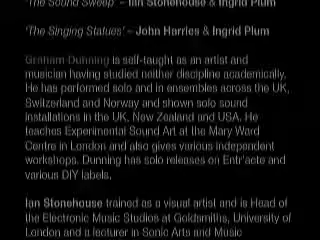 'The Sound Sweep' – Ian Stonehouse & Ingrid Plum
'The Singing Statues' – John Harries & Ingrid Plum
Graham Dunning is self-taught as an artist and
musician having studied neither discipline academically.
He has performed solo and in ensembles across the UK,
Switzerland and Norway and shown solo sound
installations in the UK, New Zealand and USA. He
teaches Experimental Sound Art at the Mary Ward
Centre in London and also gives various independent
workshops. Dunning has solo releases on Entr'acte and
various DIY labels.
Ian Stonehouse trained as a visual artist and is Head of
the Electronic Music Studios at Goldsmiths, University of
London and a lecturer in Sonic Arts and Music